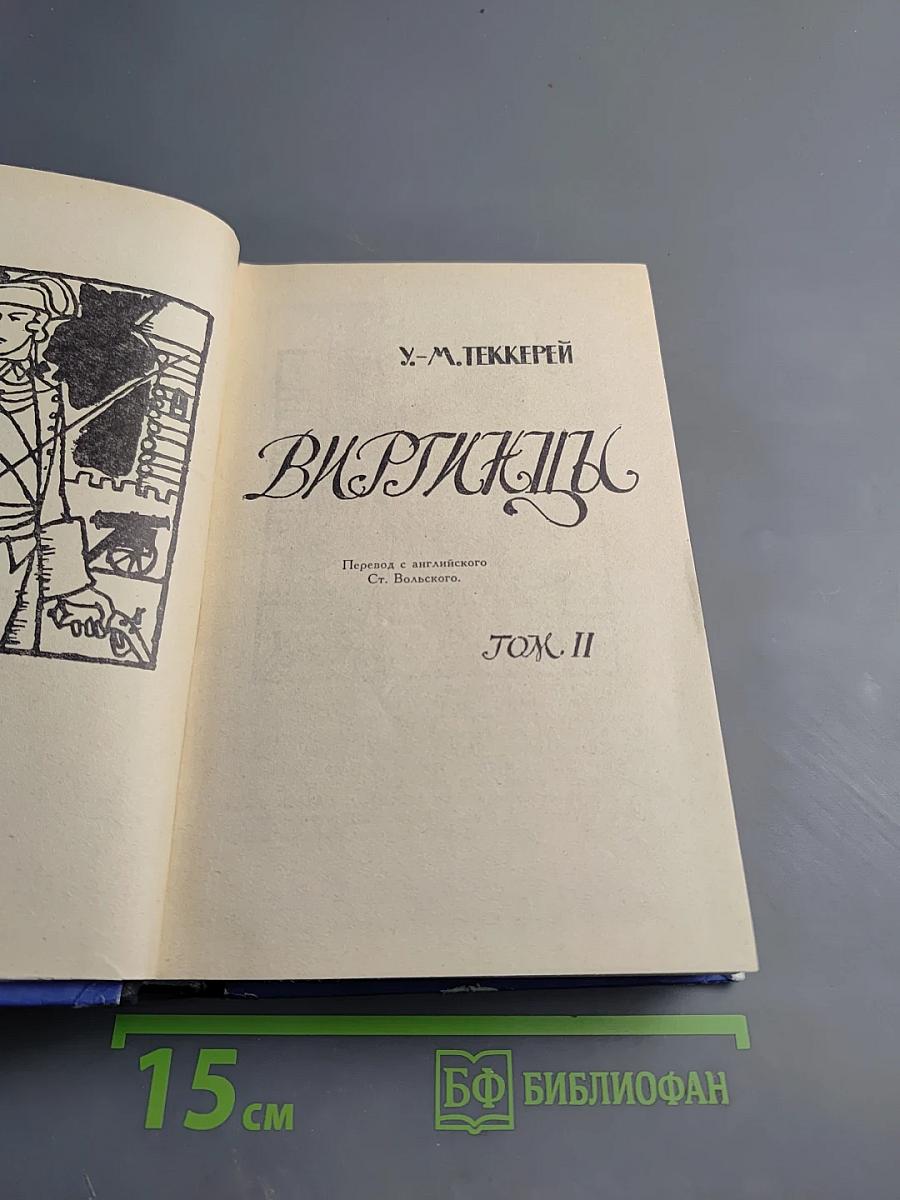 У.-М. ТЕККЕРЕЙ
ВИРГИНЦЫ
Перевод с английского
Ст. Вольского.
ТОМ II
15 см
БФ БИБЛИОФАН